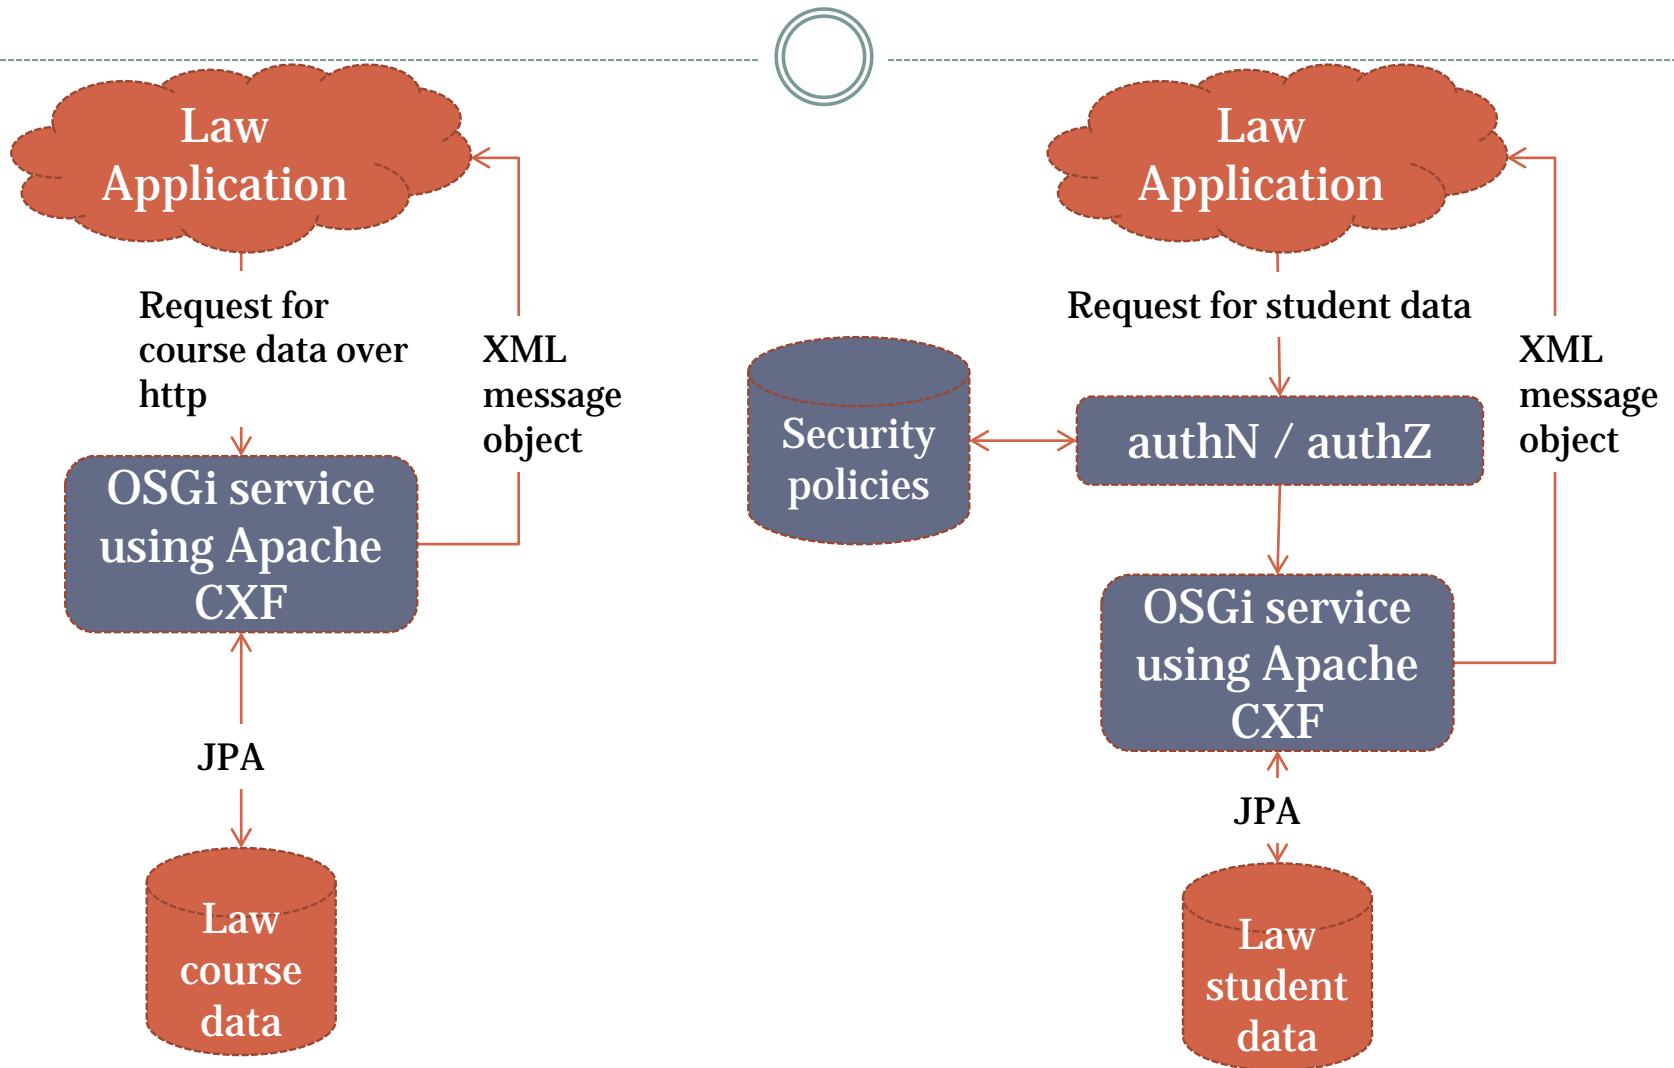 Law
Application
Request for
course data over
http
XML
message
object
OSGi service
using Apache
CXF
JPA
Law
course
data
Law
Application
Request for student data
XML
message
object
Security
policies
authN / authZ
OSGi service
using Apache
CXF
JPA
Law
student
data